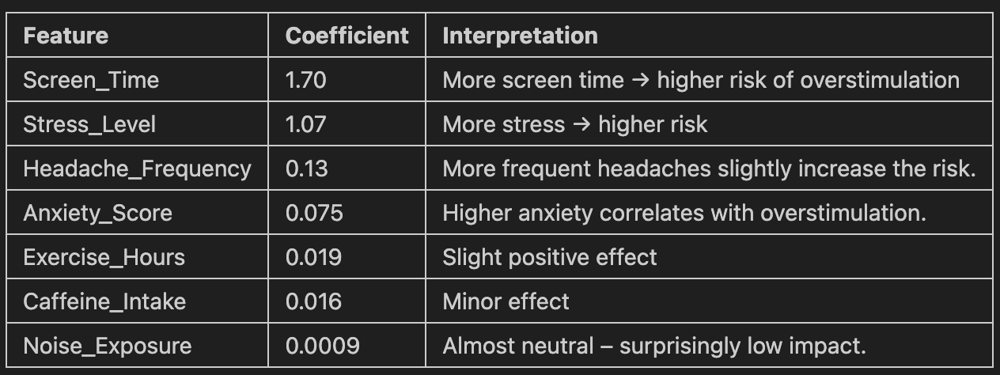 Feature Coefficient Interpretation
Screen_Time 1.70 More screen time → higher risk of overstimulation
Stress_Level 1.07 More stress → higher risk
Headache_Frequency 0.13 More frequent headaches slightly increase the risk.
Anxiety_Score 0.075 Higher anxiety correlates with overstimulation.
Exercise_Hours 0.019 Slight positive effect
Caffeine_Intake 0.016 Minor effect
Noise_Exposure 0.0009 Almost neutral – surprisingly low impact.